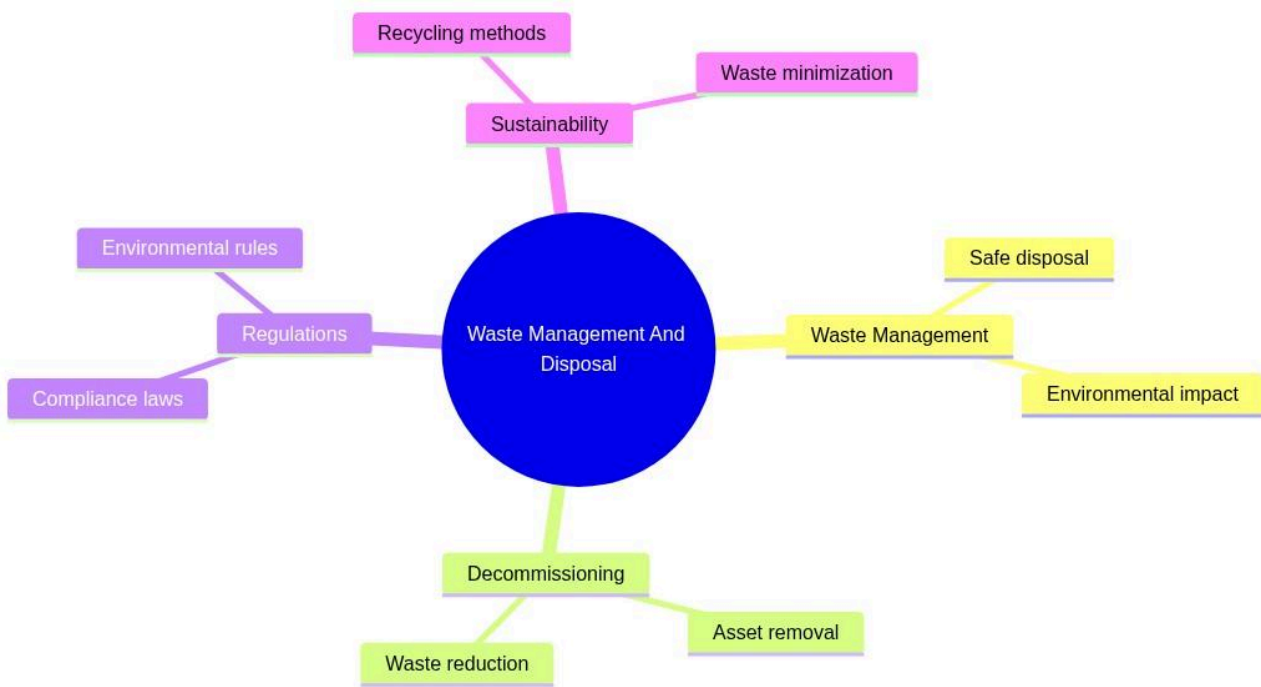 Recycling methods
Waste minimization
Sustainability
Environmental rules
Safe disposal
Regulations
Waste Management And
Disposal
Waste Management
Compliance laws
Environmental impact
Decommissioning
Asset removal
Waste reduction